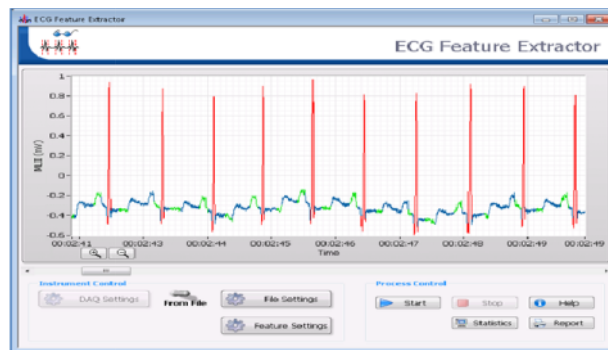 ECG Feature Extractor
ECG Feature Extractor
1
0.8
0.6
0.4
0.2
0
-0.2
-0.4
-0.6
MLII (mV)
00:02:41 00:02:43 00:02:44 00:02:45 00:02:46 00:02:47 00:02:48 00:02:49 00:02:49
Time
Instrument Control
DAQ Settings
From File
File Settings
Feature Settings
Process Control
Start
Stop
Help
Statistics
Report